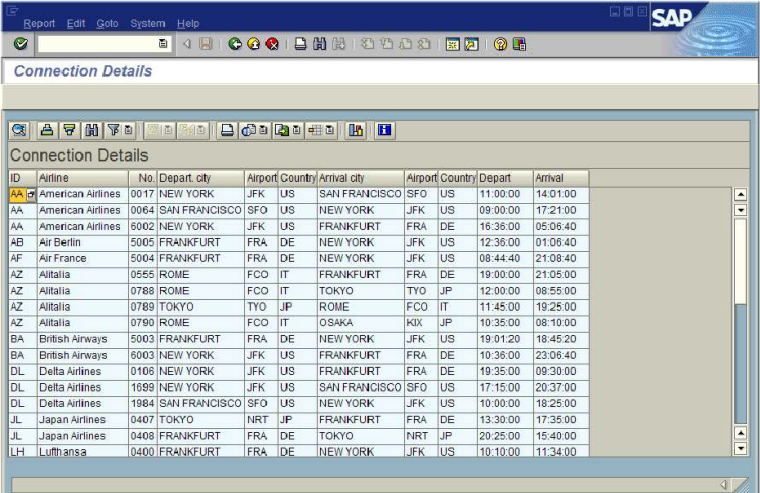 Report Edit Goto System Help
SAP
Connection Details
Connection Details
ID Airline No. Depart. city Airport Country Arrival city Airport Country Depart Arrival
AA American Airlines 0017 NEW YORK JFK US SAN FRANCISCO SFO US 11:00:00 14:01:00
AA American Airlines 0064 SAN FRANCISCO SFO US NEW YORK JFK US 09:00:00 17:21:00
AA American Airlines 6002 NEW YORK JFK US FRANKFURT FRA DE 16:36:00 05:06:40
AB Air Berlin 5005 FRANKFURT FRA DE NEW YORK JFK US 12:36:00 01:06:40
AF Air France 5004 FRANKFURT FRA DE NEW YORK JFK US 08:44:40 21:08:40
AZ Alitalia 0555 ROME FCO IT FRANKFURT FRA DE 19:00:00 21:05:00
AZ Alitalia 0788 ROME FCO IT TOKYO TYO JP 12:00:00 08:55:00
AZ Alitalia 0789 TOKYO TYO JP ROME FCO IT 11:45:00 19:25:00
AZ Alitalia 0790 ROME FCO IT OSAKA KIX JP 10:35:00 08:10:00
BA British Airways 5003 FRANKFURT FRA DE NEW YORK JFK US 19:01:20 18:45:20
BA British Airways 6003 NEW YORK JFK US FRANKFURT FRA DE 10:36:00 23:06:40
DL Delta Airlines 0106 NEW YORK JFK US FRANKFURT FRA DE 19:35:00 09:30:00
DL Delta Airlines 1699 NEW YORK JFK US SAN FRANCISCO SFO US 17:15:00 20:37:00
DL Delta Airlines 1984 SAN FRANCISCO SFO US NEW YORK JFK US 10:00:00 18:25:00
JL Japan Airlines 0407 TOKYO NRT JP FRANKFURT FRA DE 13:30:00 17:35:00
JL Japan Airlines 0408 FRANKFURT FRA DE TOKYO NRT JP 20:25:00 15:40:00
LH Lufthansa 0400 FRANKFURT FRA DE NEW YORK JFK US 10:10:00 11:34:00